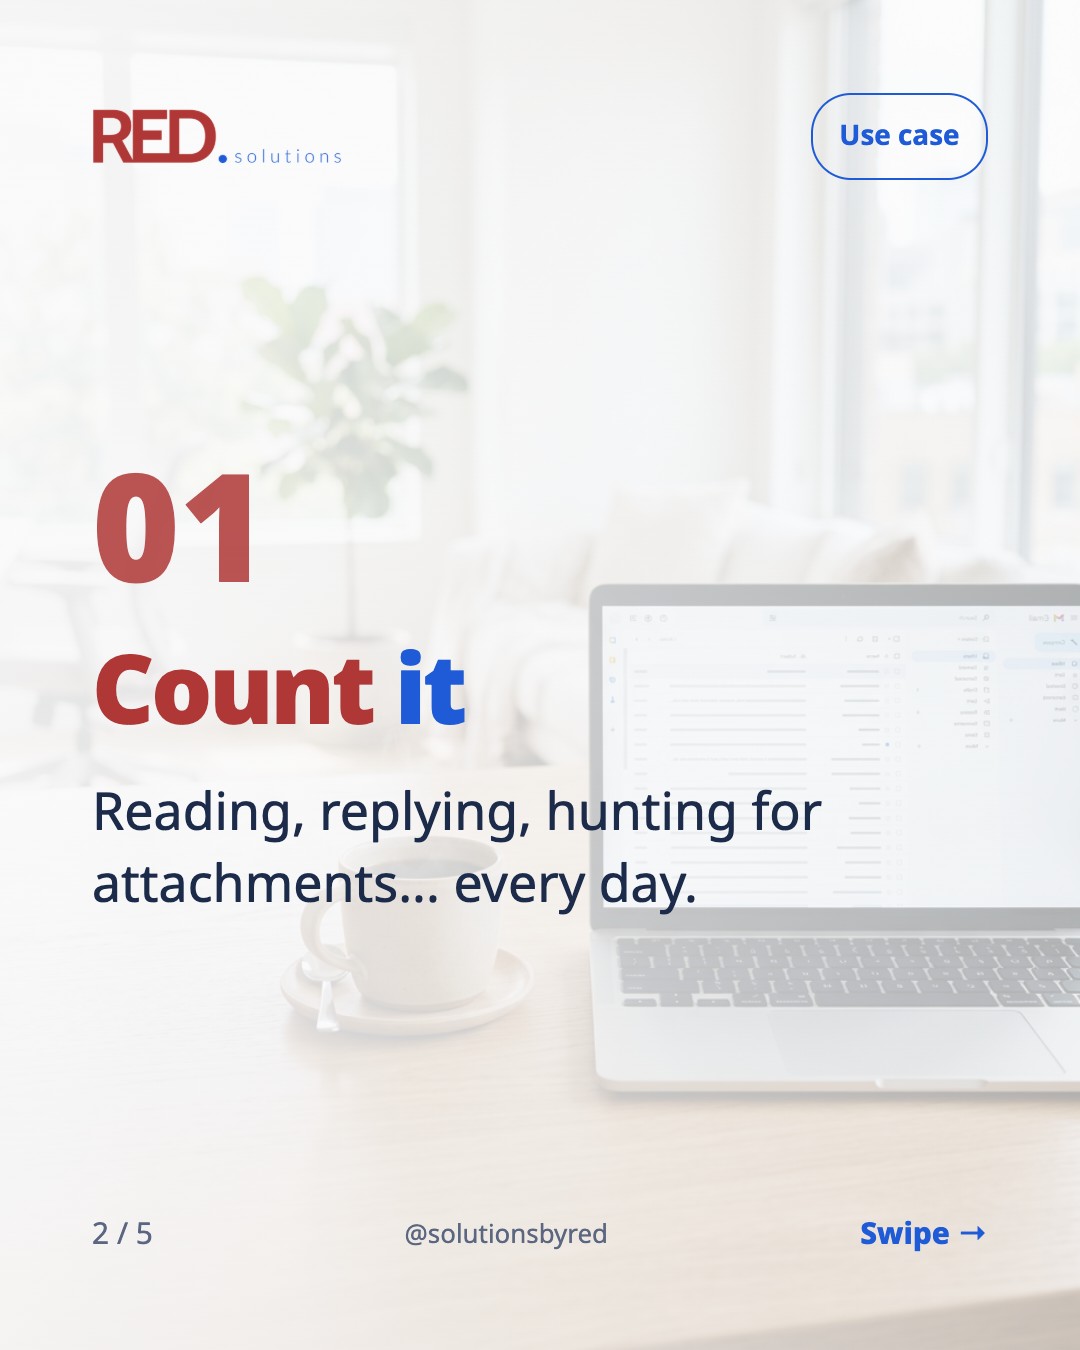 RED.solutions
Use case
01
Count it
Reading, replying, hunting for
attachments... every day.
2 / 5
@solutionsbyred
Swipe →